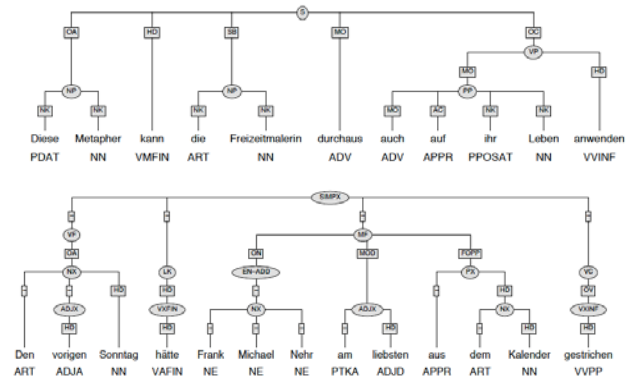 S
OA HD SB MO OC
VP
MO HD
NP NP PP
NK NK NK NK MO AC NK NK
Diese Metapher kann die Freizeitmalerin durchaus auch auf ihr Leben anwenden
PDAT NN VMFIN ART NN ADV ADV APPR PPOSAT NN VVINF
SIMPX
- - - -
VF MF
OA ON MOD FOPP
NX LK EN-ADD PX VC
- HD HD - - HD OV
ADJX VXFIN NX ADJX NX VXINF
HD HD - - - - HD - HD HD
Den vorigen Sonntag hätte Frank Michael Nehr am liebsten aus dem Kalender gestrichen
ART ADJA NN VAFIN NE NE NE PTKA ADJD APPR ART NN VVPP